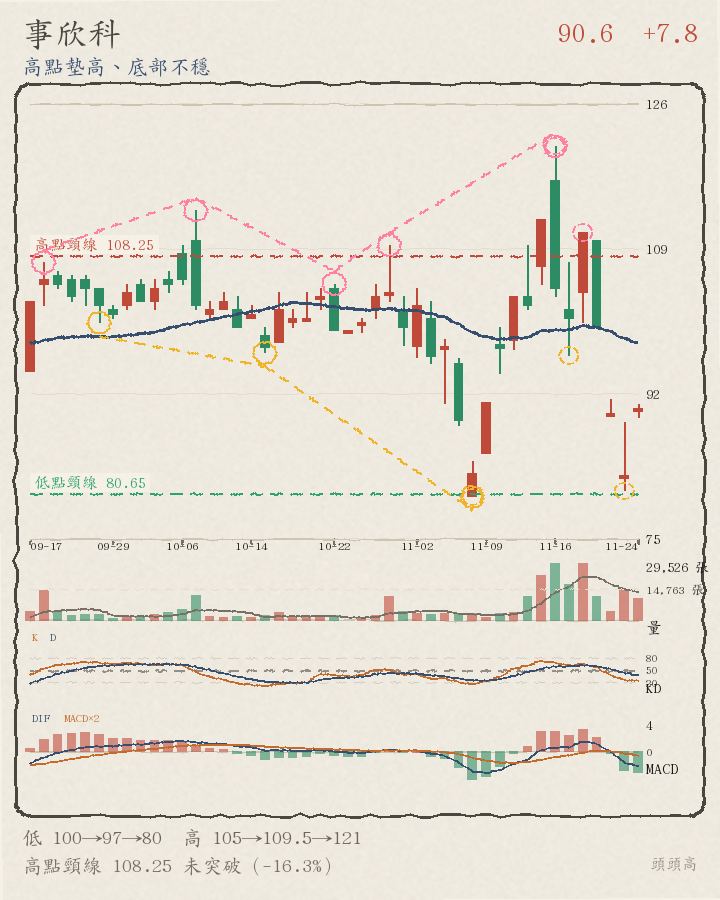 事欣科
90.6 +7.8
高點墊高、底部不穩
126
高點頸線 108.25
109
92
低點頸線 80.65
75
09-17 09-29 10-06 10-14 10-22 11-02 11-09 11-16 11-24
29,526 張
14,763 張
量
K D
80
50
20
KD
DIF MACD×2
4
0
MACD
低 100→97→80 高 105→109.5→121
高點頸線 108.25 未突破 (-16.3%)
頭頭高